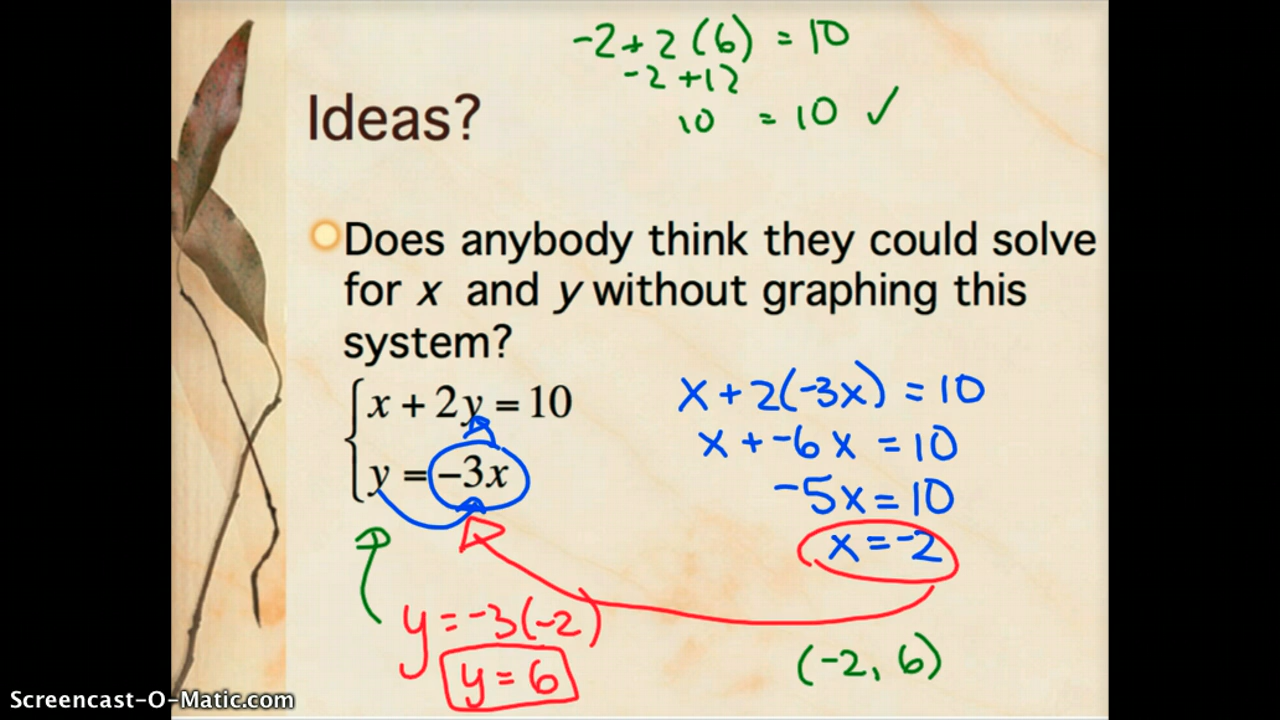 -2+2(6) = 10
-2+12
10 = 10 ✓
Ideas?
Does anybody think they could solve
for x and y without graphing this
system?
x + 2y = 10
y = −3x
x+2(-3x) = 10
x + -6x = 10
-5x = 10
x = -2
y = -3(-2)
y = 6
(-2, 6)
Screencast-O-Matic.com